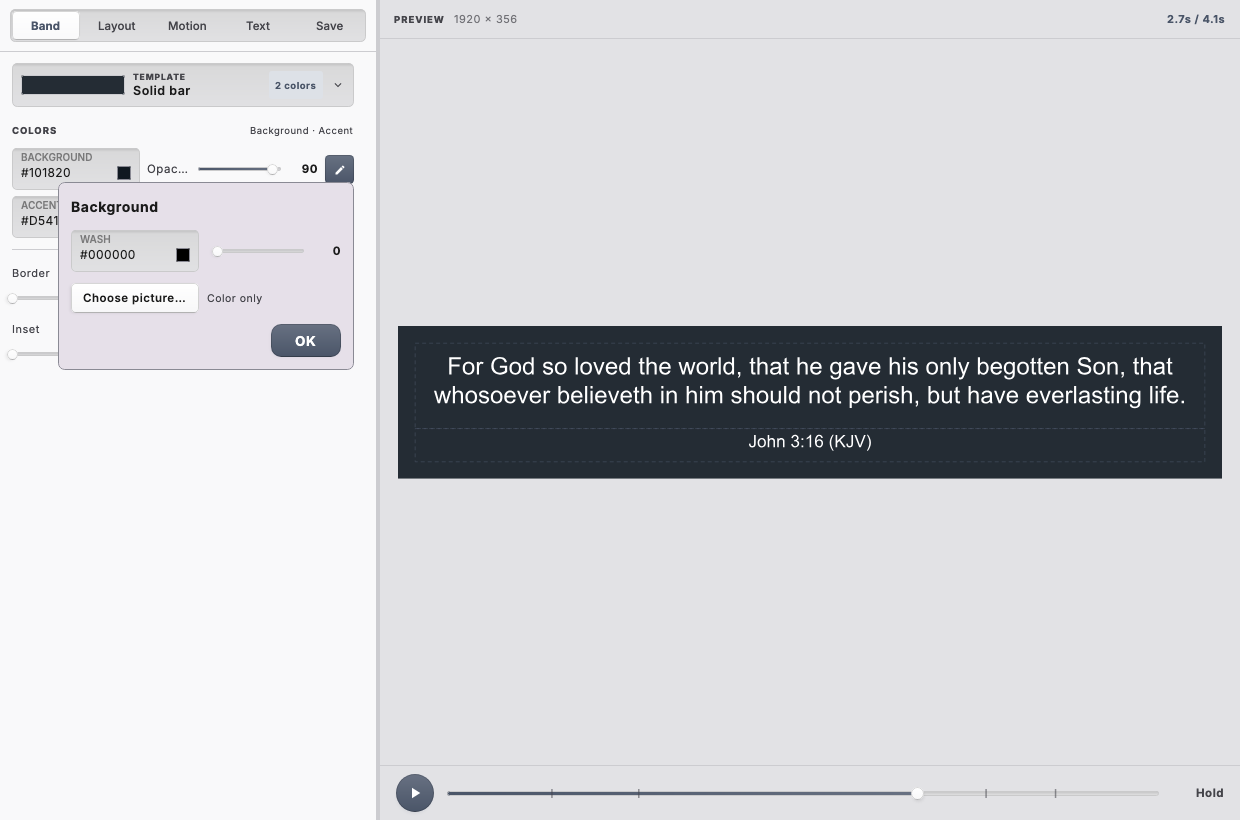 Band Layout Motion Text Save
PREVIEW 1920 × 356 2.7s / 4.1s
TEMPLATE
Solid bar
2 colors
COLORS Background · Accent
BACKGROUND
#101820
Opac... 90
ACCEN
#D541
Background
WASH
#000000
0
Choose picture... Color only
OK
Border
Inset
For God so loved the world, that he gave his only begotten Son, that
whosoever believeth in him should not perish, but have everlasting life.
John 3:16 (KJV)
Hold